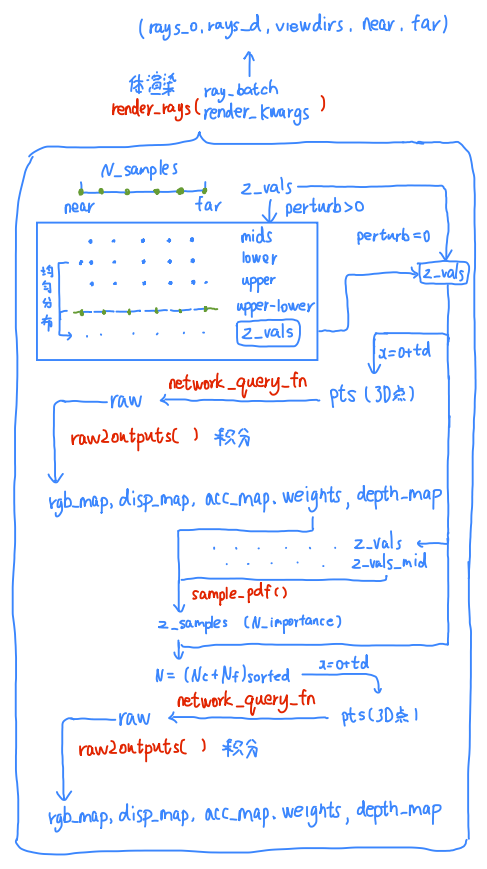 (rays_o, rays_d, viewdirs, near, far)
体渲染
ray_batch
render_rays(render_kwargs)
N_samples
near far
z_vals
perturb>0
perturb=0
mids
lower
upper
upper-lower
z_vals
均匀分布
z_vals
x=o+td
network_query_fn
raw
pts (3D点)
raw2outputs( ) 积分
rgb_map, disp_map, acc_map. weights, depth_map
z_vals
z_vals_mid
sample_pdf()
z_samples (N_importance)
N = (Nc+Nf)sorted
x=o+td
network_query_fn
raw
pts(3D点)
raw2outputs( ) 积分
rgb_map, disp_map, acc_map. weights, depth_map